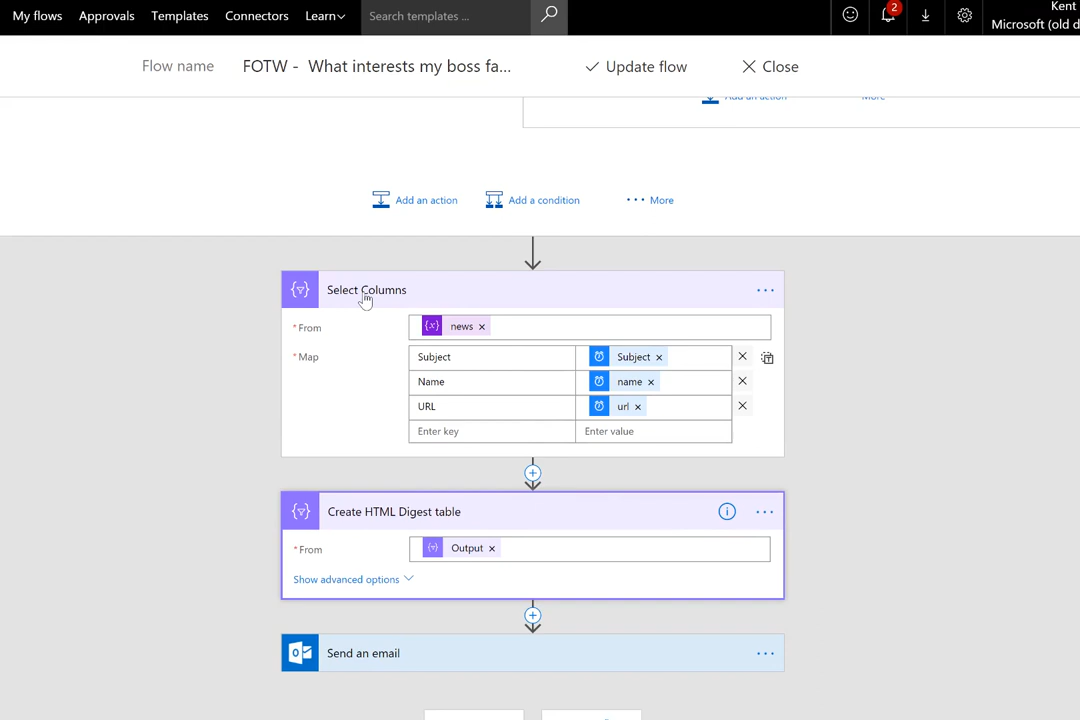 My flows Approvals Templates Connectors Learn Search templates ... 2 Kent
Microsoft (old d
Flow name FOTW - What interests my boss fa... Update flow Close
Add an action More
Add an action Add a condition ··· More
Select Columns ···
* From {x} news ×
* Map Subject Subject ×
Name name ×
URL url ×
Enter key Enter value
Create HTML Digest table ···
* From Output ×
Show advanced options
Send an email ···